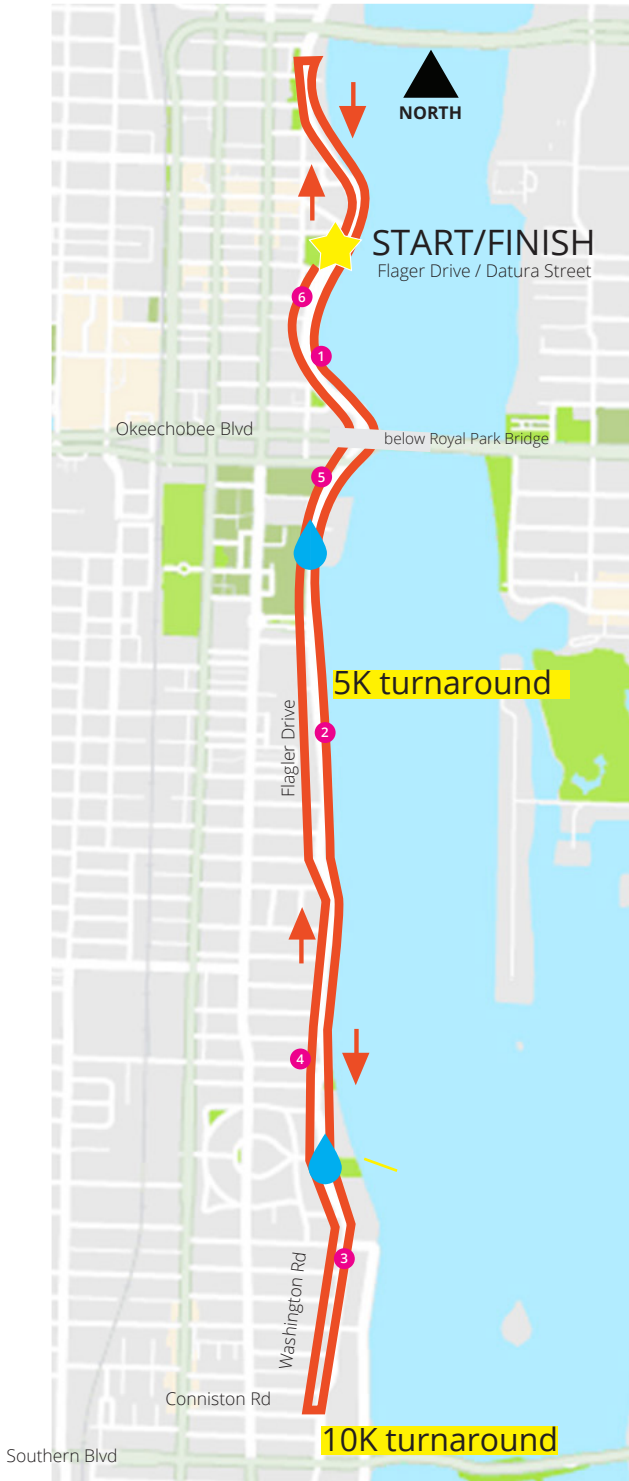 NORTH
START/FINISH
Flager Drive / Datura Street
6
1
Okeechobee Blvd
below Royal Park Bridge
5
5K turnaround
Flagler Drive
2
4
3
Washington Rd
Conniston Rd
10K turnaround
Southern Blvd